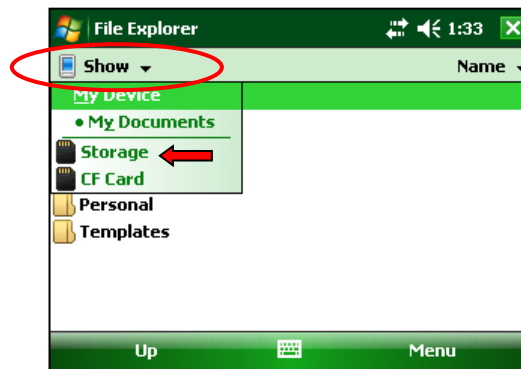 File Explorer 1:33
Show Name
My Device
• My Documents
Storage
CF Card
Personal
Templates
Up Menu